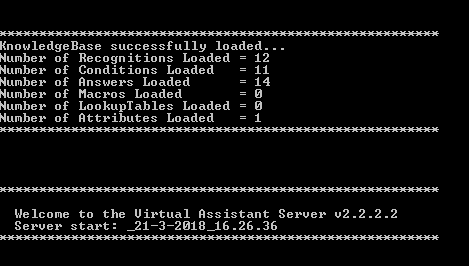 *******************************************************
KnowledgeBase successfully loaded...
Number of Recognitions Loaded = 12
Number of Conditions Loaded   = 11
Number of Answers Loaded      = 14
Number of Macros Loaded       = 0
Number of LookupTables Loaded = 0
Number of Attributes Loaded   = 1
*******************************************************
*******************************************************
Welcome to the Virtual Assistant Server v2.2.2.2
Server start: _21-3-2018_16.26.36
*******************************************************